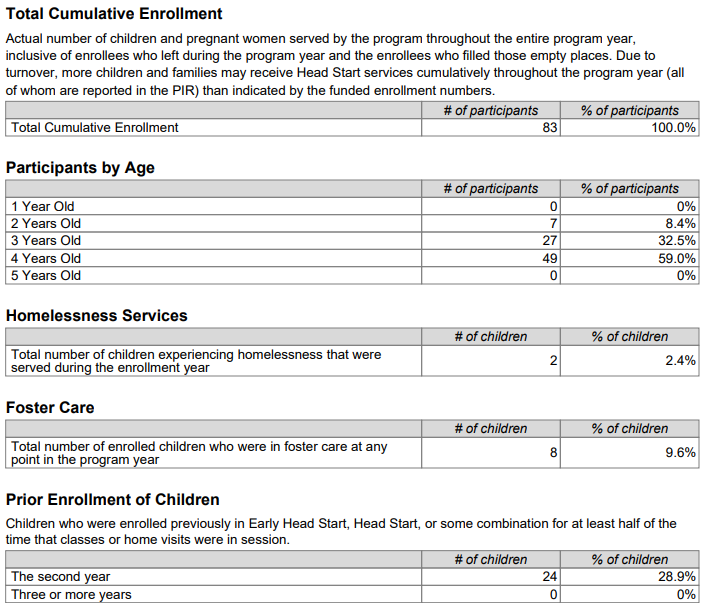 Total Cumulative Enrollment
Actual number of children and pregnant women served by the program throughout the entire program year,
inclusive of enrollees who left during the program year and the enrollees who filled those empty places. Due to
turnover, more children and families may receive Head Start services cumulatively throughout the program year (all
of whom are reported in the PIR) than indicated by the funded enrollment numbers.
# of participants % of participants
Total Cumulative Enrollment 83 100.0%
Participants by Age
# of participants % of participants
1 Year Old 0 0%
2 Years Old 7 8.4%
3 Years Old 27 32.5%
4 Years Old 49 59.0%
5 Years Old 0 0%
Homelessness Services
# of children % of children
Total number of children experiencing homelessness that were
served during the enrollment year 2 2.4%
Foster Care
# of children % of children
Total number of enrolled children who were in foster care at any
point in the program year 8 9.6%
Prior Enrollment of Children
Children who were enrolled previously in Early Head Start, Head Start, or some combination for at least half of the
time that classes or home visits were in session.
# of children % of children
The second year 24 28.9%
Three or more years 0 0%